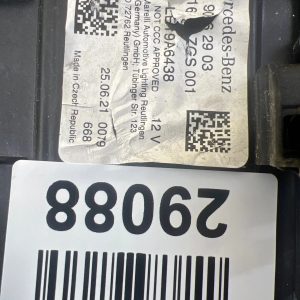 Mercedes-Benz
29 03
ZGS 001
L 19A6438
NOT CCC APPROVED
12 V
Marelli Automotive Lighting Reutlingen
(Germany) GmbH; Tübinger Str. 123
D-72762 Reutlingen
25.06.21 0079
Made in Czech Republic
668
29088